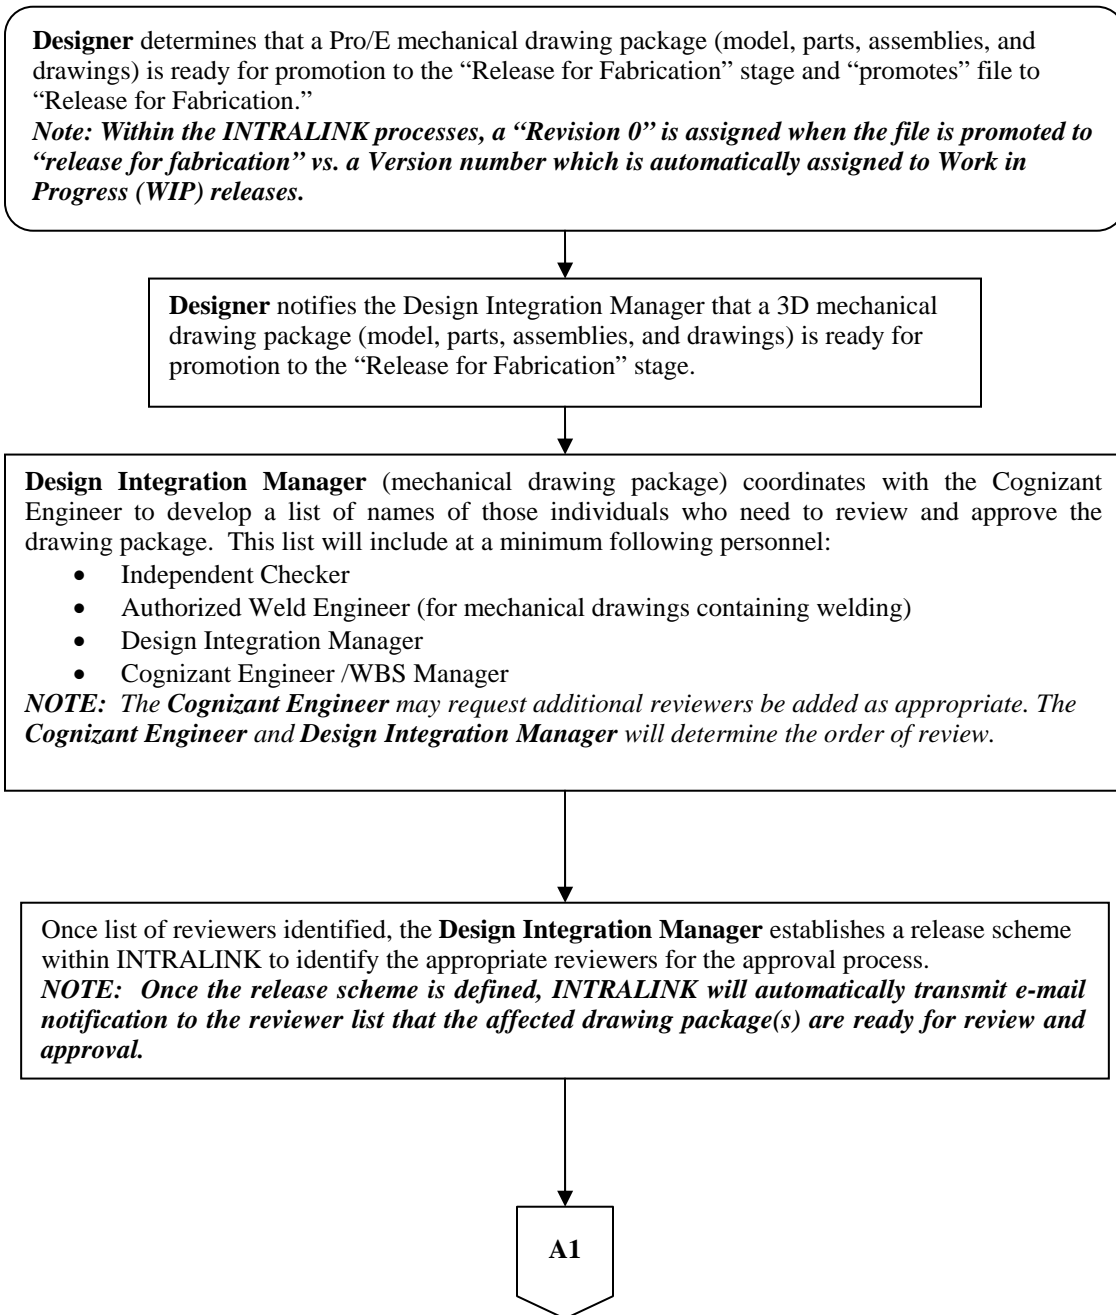 Designer determines that a Pro/E mechanical drawing package (model, parts, assemblies, and
drawings) is ready for promotion to the “Release for Fabrication” stage and “promotes” file to
“Release for Fabrication.”
Note: Within the INTRALINK processes, a “Revision 0” is assigned when the file is promoted to
“release for fabrication” vs. a Version number which is automatically assigned to Work in
Progress (WIP) releases.
Designer notifies the Design Integration Manager that a 3D mechanical
drawing package (model, parts, assemblies, and drawings) is ready for
promotion to the “Release for Fabrication” stage.
Design Integration Manager (mechanical drawing package) coordinates with the Cognizant
Engineer to develop a list of names of those individuals who need to review and approve the
drawing package. This list will include at a minimum following personnel:
• Independent Checker
• Authorized Weld Engineer (for mechanical drawings containing welding)
• Design Integration Manager
• Cognizant Engineer /WBS Manager
NOTE: The Cognizant Engineer may request additional reviewers be added as appropriate. The
Cognizant Engineer and Design Integration Manager will determine the order of review.
Once list of reviewers identified, the Design Integration Manager establishes a release scheme
within INTRALINK to identify the appropriate reviewers for the approval process.
NOTE: Once the release scheme is defined, INTRALINK will automatically transmit e-mail
notification to the reviewer list that the affected drawing package(s) are ready for review and
approval.
A1